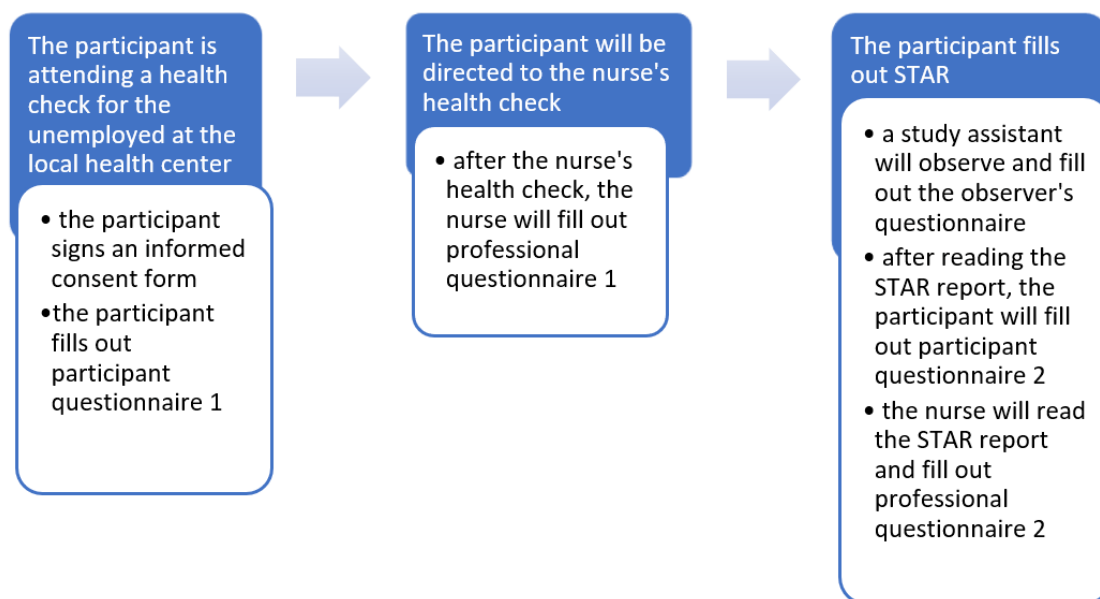 The participant is
attending a health
check for the
unemployed at the
local health center
• the participant
signs an informed
consent form
•the participant
fills out
participant
questionnaire 1
The participant will be
directed to the nurse's
health check
• after the nurse's
health check, the
nurse will fill out
professional
questionnaire 1
The participant fills
out STAR
• a study assistant
will observe and fill
out the observer's
questionnaire
• after reading the
STAR report, the
participant will fill
out participant
questionnaire 2
• the nurse will read
the STAR report
and fill out
professional
questionnaire 2